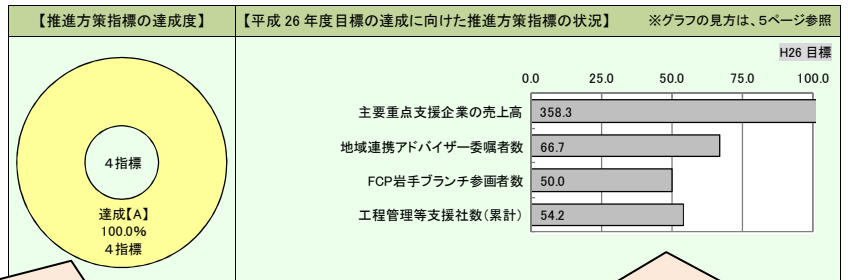 【推進方策指標の達成度】
【平成 26 年度目標の達成に向けた推進方策指標の状況】 ※グラフの見方は、5ページ参照
H26 目標
0.0 25.0 50.0 75.0 100.0
主要重点支援企業の売上高 358.3
地域連携アドバイザー委嘱者数 66.7
FCP岩手ブランチ参画者数 50.0
工程管理等支援社数(累計) 54.2
4指標
達成【A】
100.0%
4指標